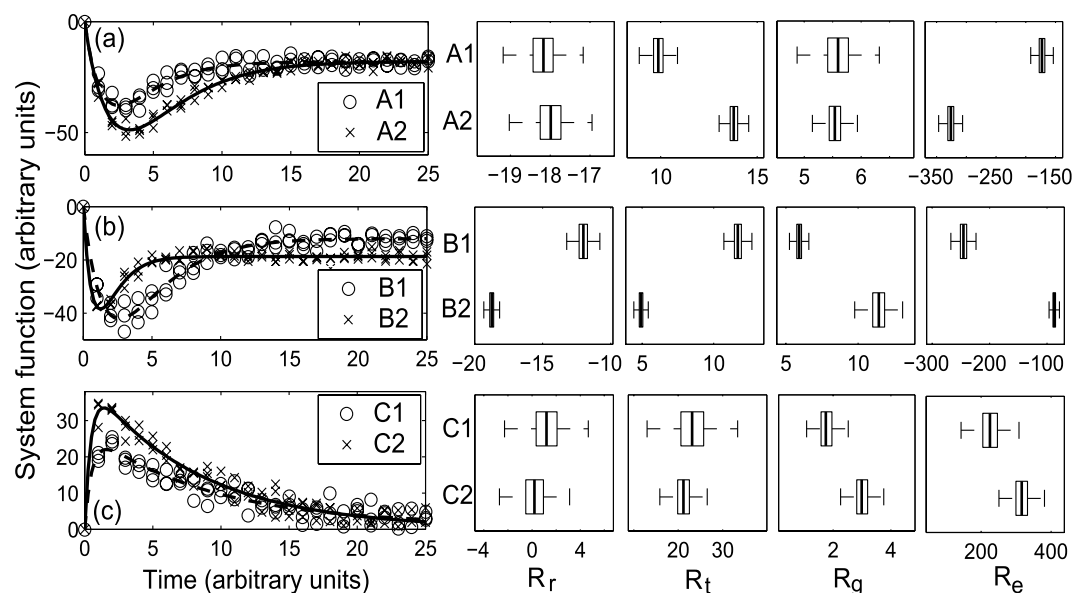 System function (arbitrary units)
0
−50
(a)
A1
A2
0 5 10 15 20 25
A1
A2
−19 −18 −17
10 15
5 6
−350 −250 −150
0
−20
−40
(b)
B1
B2
0 5 10 15 20 25
B1
B2
−20 −15 −10
5 10
5 10
−300 −200 −100
30
20
10
0
(c)
C1
C2
0 5 10 15 20 25
C1
C2
−4 0 4
20 30
2 4
200 400
Time (arbitrary units)
Rr Rt Rg Re